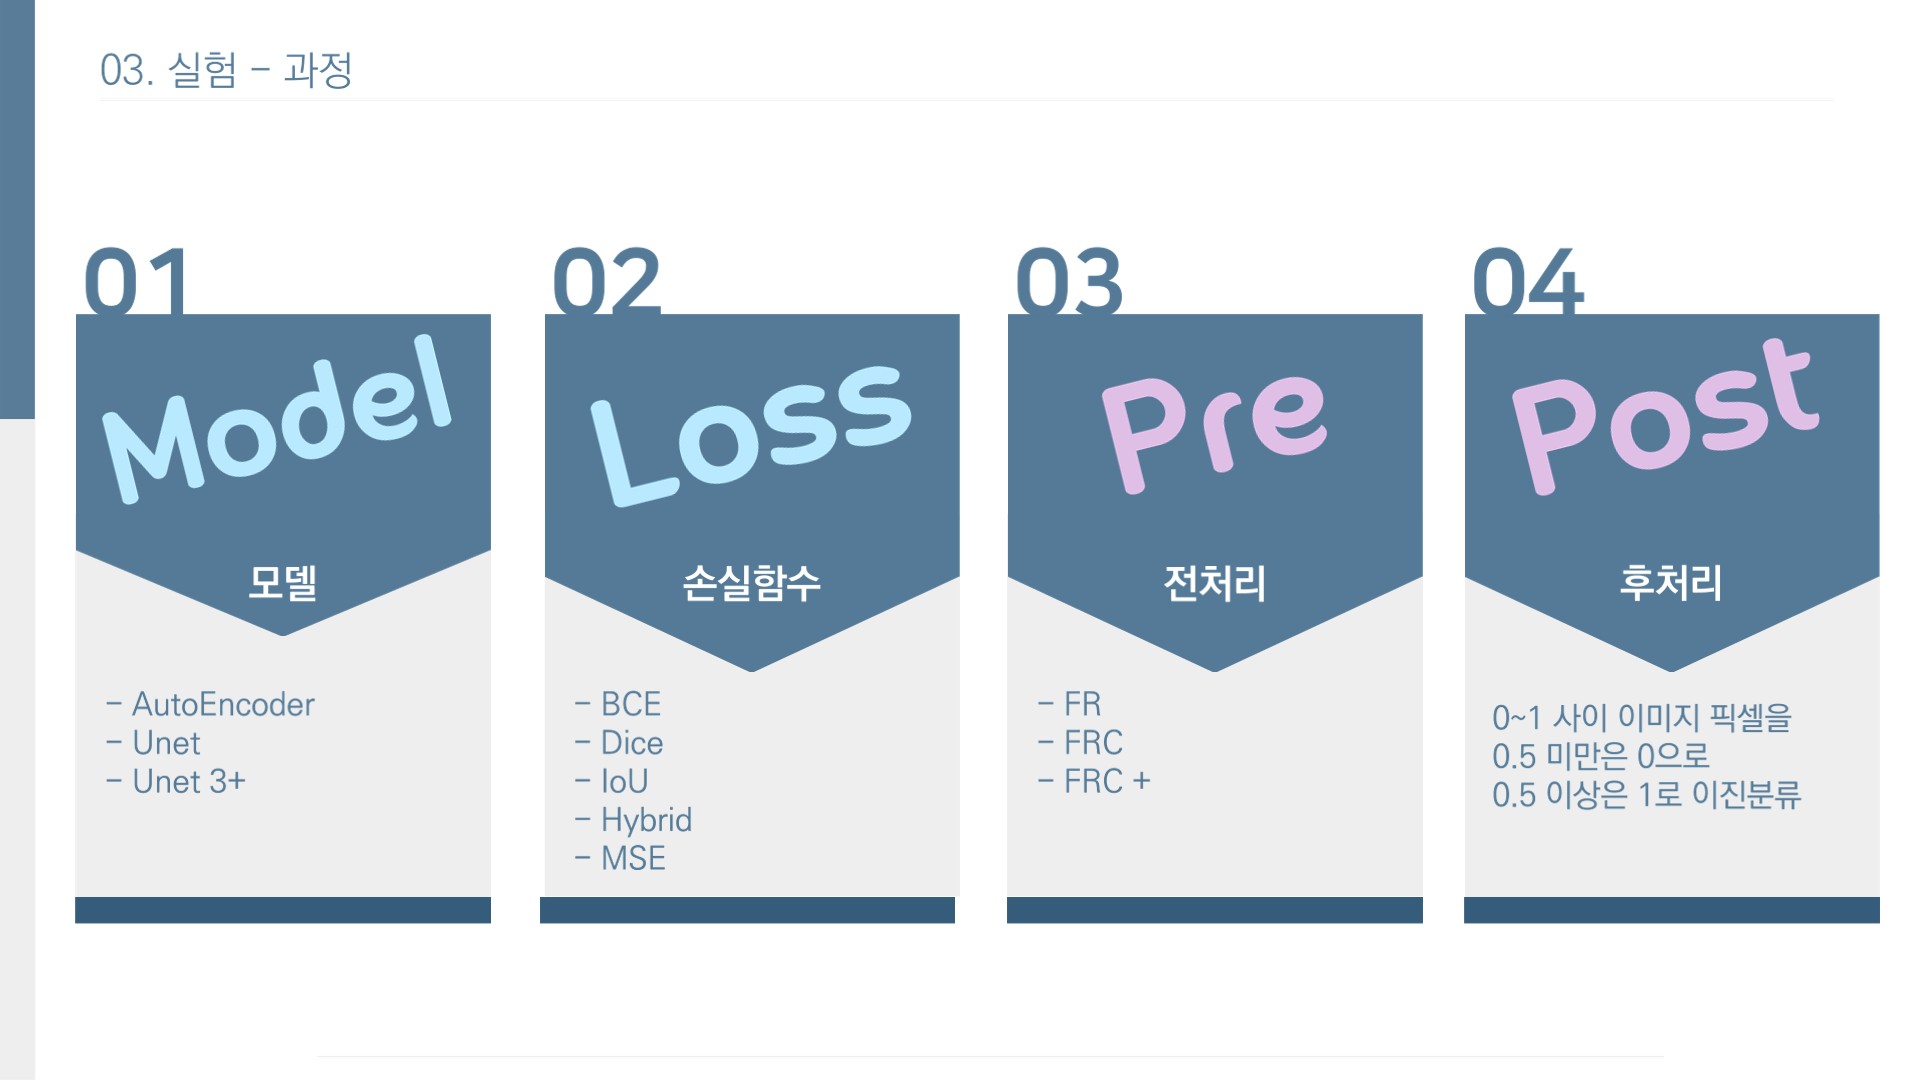 03. 실험 - 과정
01
Model
모델
- AutoEncoder
- Unet
- Unet 3+
02
Loss
손실함수
- BCE
- Dice
- IoU
- Hybrid
- MSE
03
Pre
전처리
- FR
- FRC
- FRC +
04
Post
후처리
0~1 사이 이미지 픽셀을
0.5 미만은 0으로
0.5 이상은 1로 이진분류